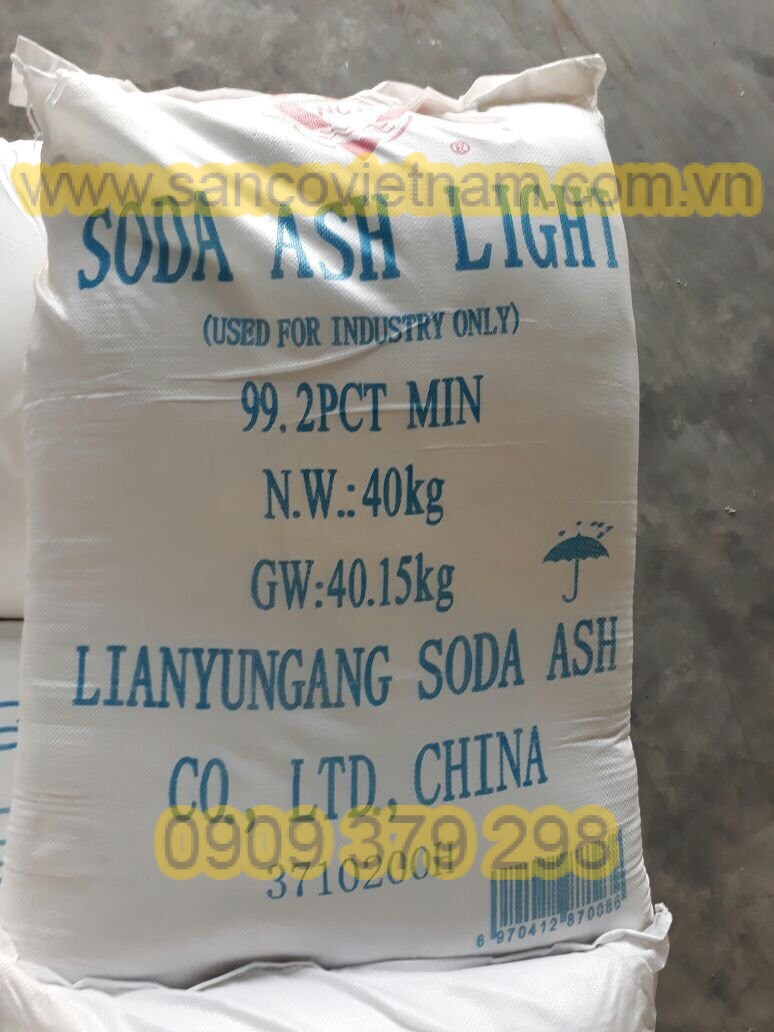 ®
www.sancovietnam.com.vn
SODA ASH LIGHT
(USED FOR INDUSTRY ONLY)
99.2PCT MIN
N.W.:40kg
GW:40.15kg
LIANYUNGANG SODA ASH
CO., LTD., CHINA
0909 379 298
3710200H
6 970412 870086